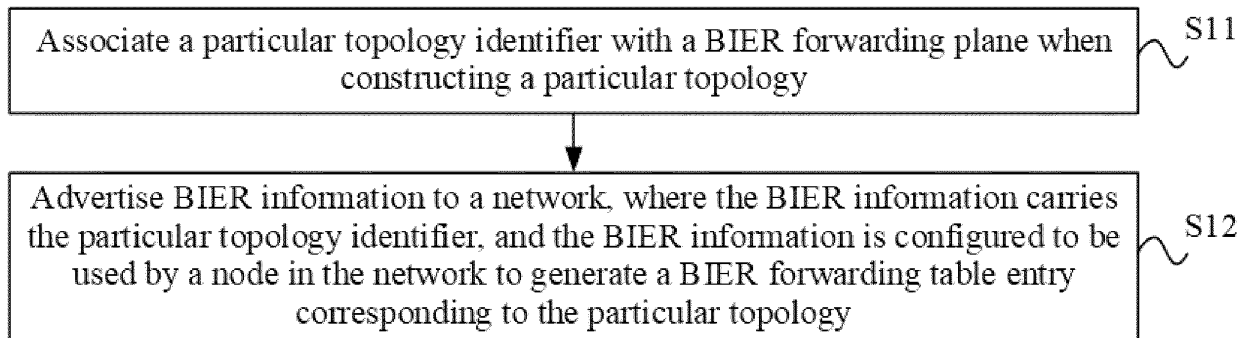 Associate a particular topology identifier with a BIER forwarding plane when
constructing a particular topology
S11
Advertise BIER information to a network, where the BIER information carries
the particular topology identifier, and the BIER information is configured to be
used by a node in the network to generate a BIER forwarding table entry
corresponding to the particular topology
S12